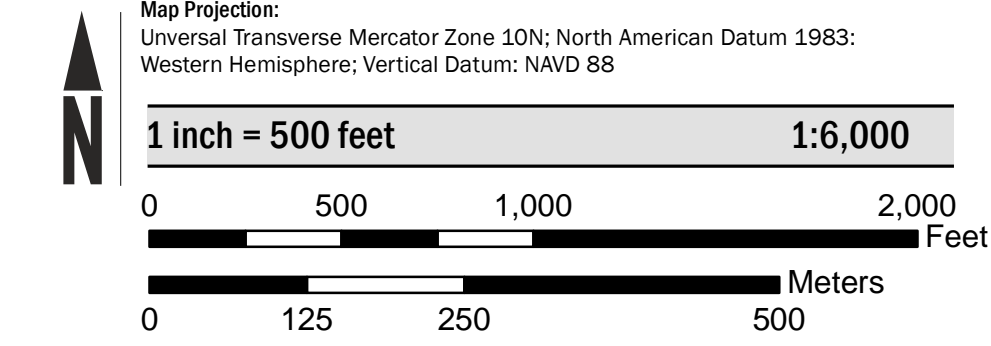 Map Projection:
Unversal Transverse Mercator Zone 10N; North American Datum 1983:
Western Hemisphere; Vertical Datum: NAVD 88
N
1 inch = 500 feet 1:6,000
0 500 1,000 2,000
Feet
Meters
0 125 250 500